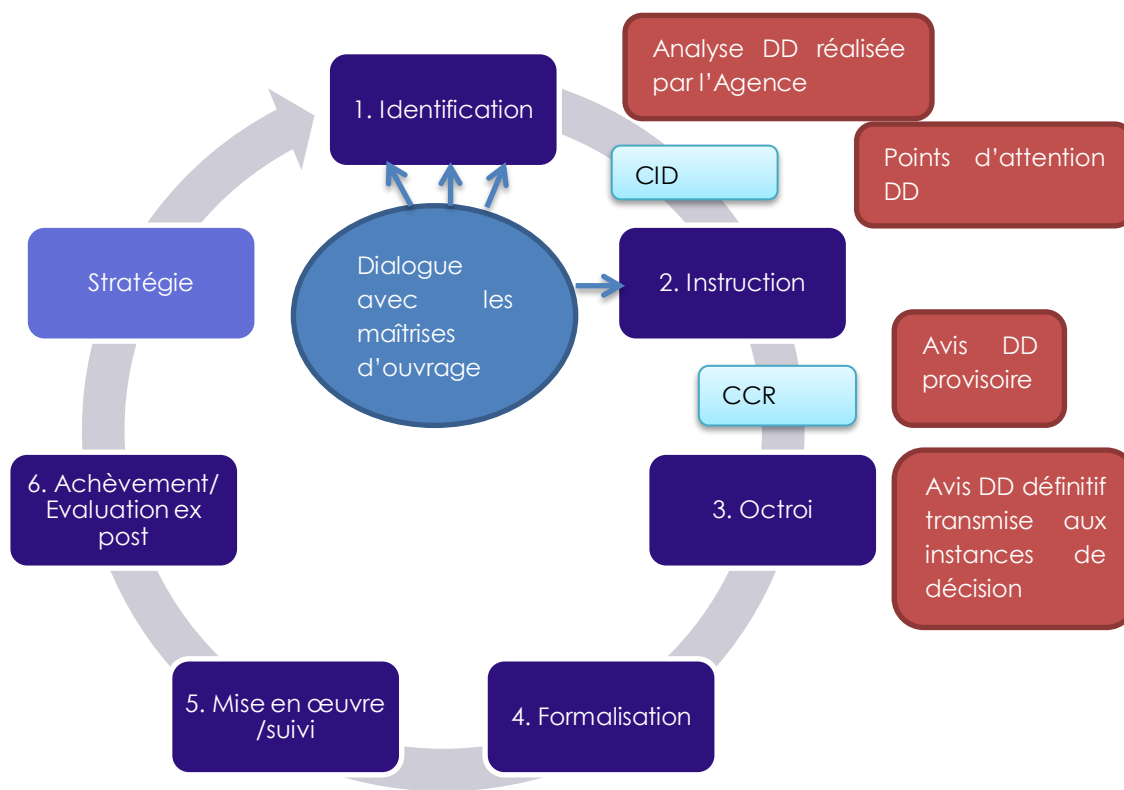 Analyse DD réalisée
par l’Agence
1. Identification
Points d’attention
DD
CID
Dialogue
avec les
maîtrises
d’ouvrage
Stratégie
2. Instruction
Avis DD
provisoire
CCR
6. Achèvement/
Evaluation ex
post
3. Octroi
Avis DD définitif
transmise aux
instances de
décision
5. Mise en œuvre
/suivi
4. Formalisation